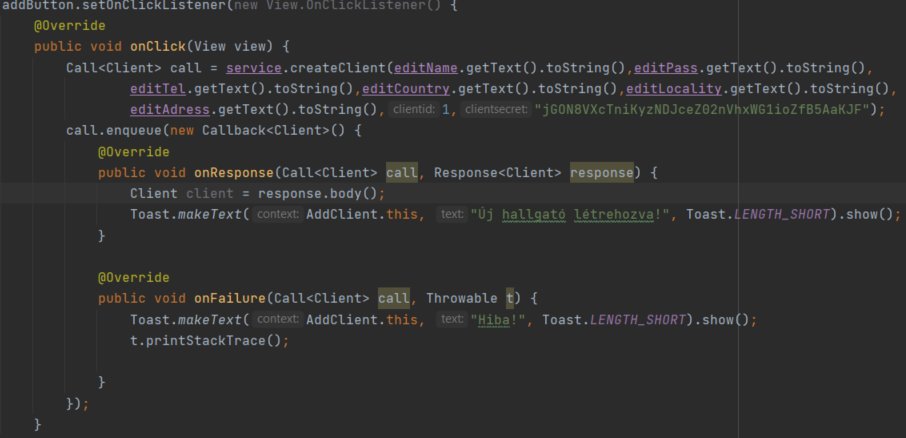 addButton.setOnClickListener(new View.OnClickListener() {
@Override
public void onClick(View view) {
Call<Client> call = service.createClient(editName.getText().toString(),editPass.getText().toString(),
editTel.getText().toString(),editCountry.getText().toString(),editLocality.getText().toString(),
editAdress.getText().toString(), clientid: 1, clientsecret: "jGON8VXcTniKyzNDJceZ02nVhxWG1ioZfB5AaKJF");
call.enqueue(new Callback<Client>() {
@Override
public void onResponse(Call<Client> call, Response<Client> response) {
Client client = response.body();
Toast.makeText( context: AddClient.this, text: "Új hallgató létrehozva!", Toast.LENGTH_SHORT).show();
}
@Override
public void onFailure(Call<Client> call, Throwable t) {
Toast.makeText( context: AddClient.this, text: "Hiba!", Toast.LENGTH_SHORT).show();
t.printStackTrace();
}
});
}